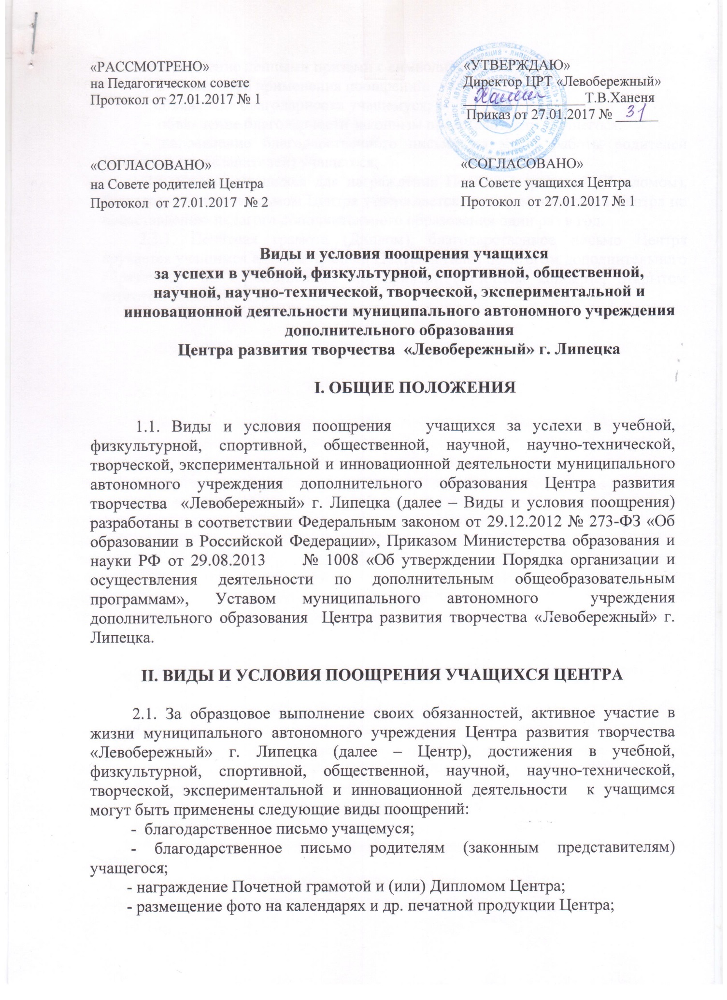 «РАССМОТРЕНО»
на Педагогическом совете
Протокол от 27.01.2017 № 1
«УТВЕРЖДАЮ»
Директор ЦРТ «Левобережный»
Т.В.Ханеня
Приказ от 27.01.2017 № 31
«СОГЛАСОВАНО»
на Совете родителей Центра
Протокол от 27.01.2017 № 2
«СОГЛАСОВАНО»
на Совете учащихся Центра
Протокол от 27.01.2017 № 1
Виды и условия поощрения учащихся
за успехи в учебной, физкультурной, спортивной, общественной,
научной, научно-технической, творческой, экспериментальной и
инновационной деятельности муниципального автономного учреждения
дополнительного образования
Центра развития творчества «Левобережный» г. Липецка
I. ОБЩИЕ ПОЛОЖЕНИЯ
1.1. Виды и условия поощрения учащихся за успехи в учебной,
физкультурной, спортивной, общественной, научной, научно-технической,
творческой, экспериментальной и инновационной деятельности муниципального
автономного учреждения дополнительного образования Центра развития
творчества «Левобережный» г. Липецка (далее – Виды и условия поощрения)
разработаны в соответствии Федеральным законом от 29.12.2012 № 273-ФЗ «Об
образовании в Российской Федерации», Приказом Министерства образования и
науки РФ от 29.08.2013 № 1008 «Об утверждении Порядка организации и
осуществления деятельности по дополнительным общеобразовательным
программам», Уставом муниципального автономного учреждения
дополнительного образования Центра развития творчества «Левобережный» г.
Липецка.
II. ВИДЫ И УСЛОВИЯ ПООЩРЕНИЯ УЧАЩИХСЯ ЦЕНТРА
2.1. За образцовое выполнение своих обязанностей, активное участие в
жизни муниципального автономного учреждения Центра развития творчества
«Левобережный» г. Липецка (далее – Центр), достижения в учебной,
физкультурной, спортивной, общественной, научной, научно-технической,
творческой, экспериментальной и инновационной деятельности к учащимся
могут быть применены следующие виды поощрений:
- благодарственное письмо учащемуся;
- благодарственное письмо родителям (законным представителям)
учащегося;
- награждение Почетной грамотой и (или) Дипломом Центра;
- размещение фото на календарях и др. печатной продукции Центра;